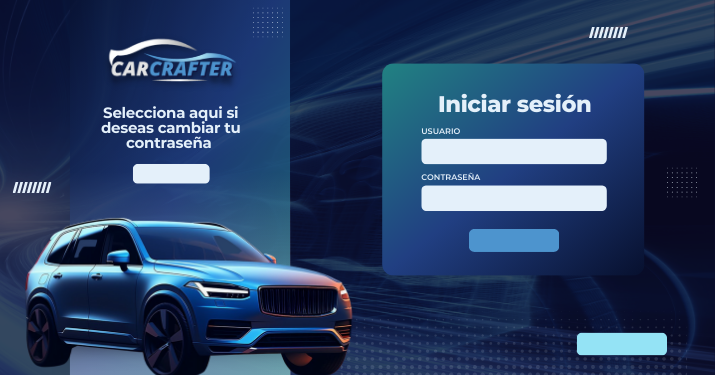 CARCRAFTER
Selecciona aqui si
deseas cambiar tu
contraseña
Iniciar sesión
USUARIO
CONTRASEÑA